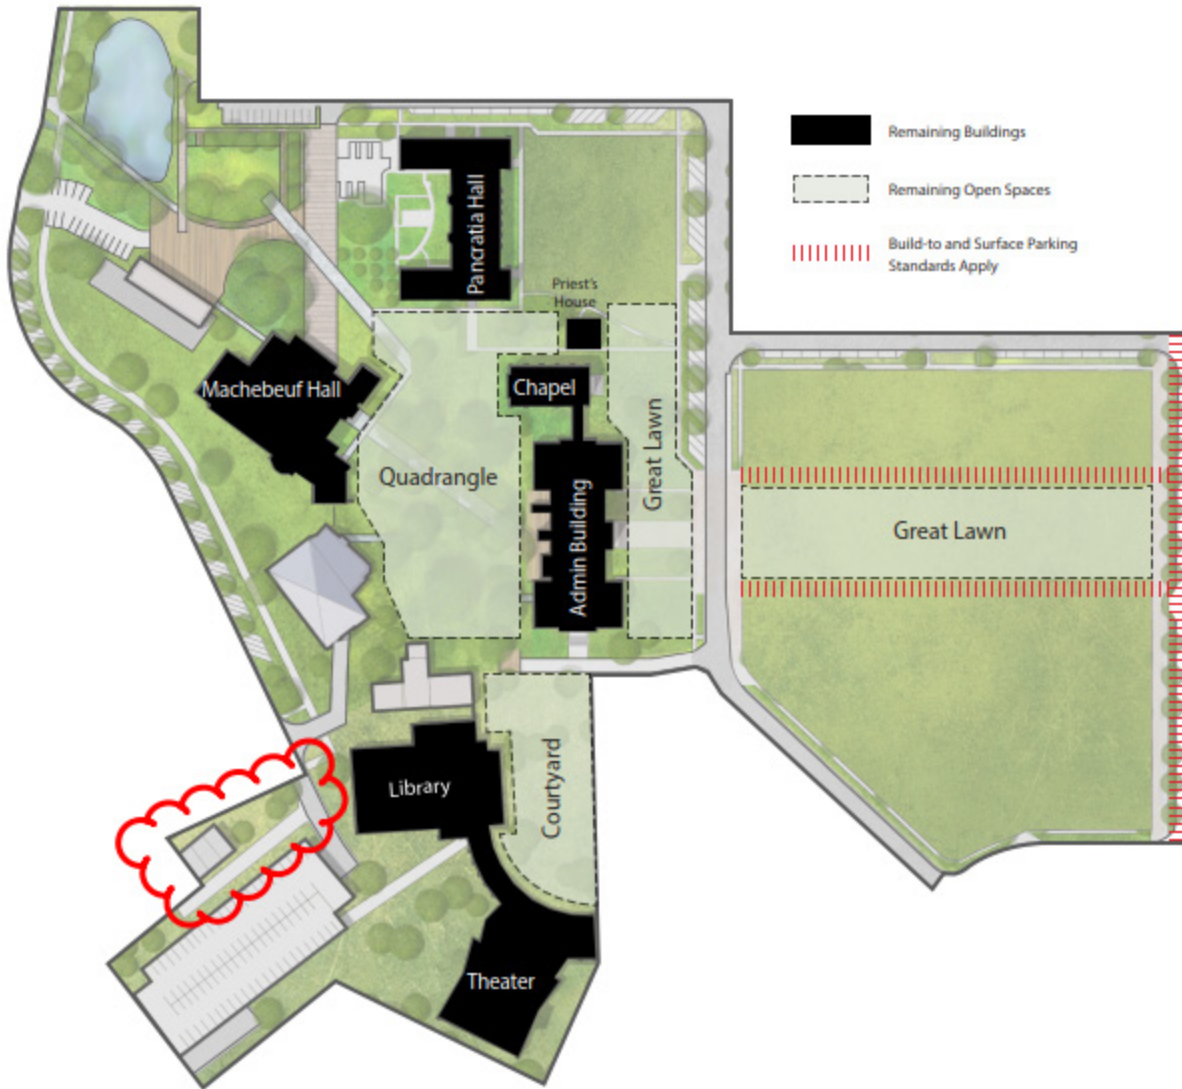 Remaining Buildings
Remaining Open Spaces
Build-to and Surface Parking
Standards Apply
Pancratia Hall
Priest's
House
Machebeuf Hall
Chapel
Great Lawn
Quadrangle
Admin Building
Great Lawn
Library
Courtyard
Theater